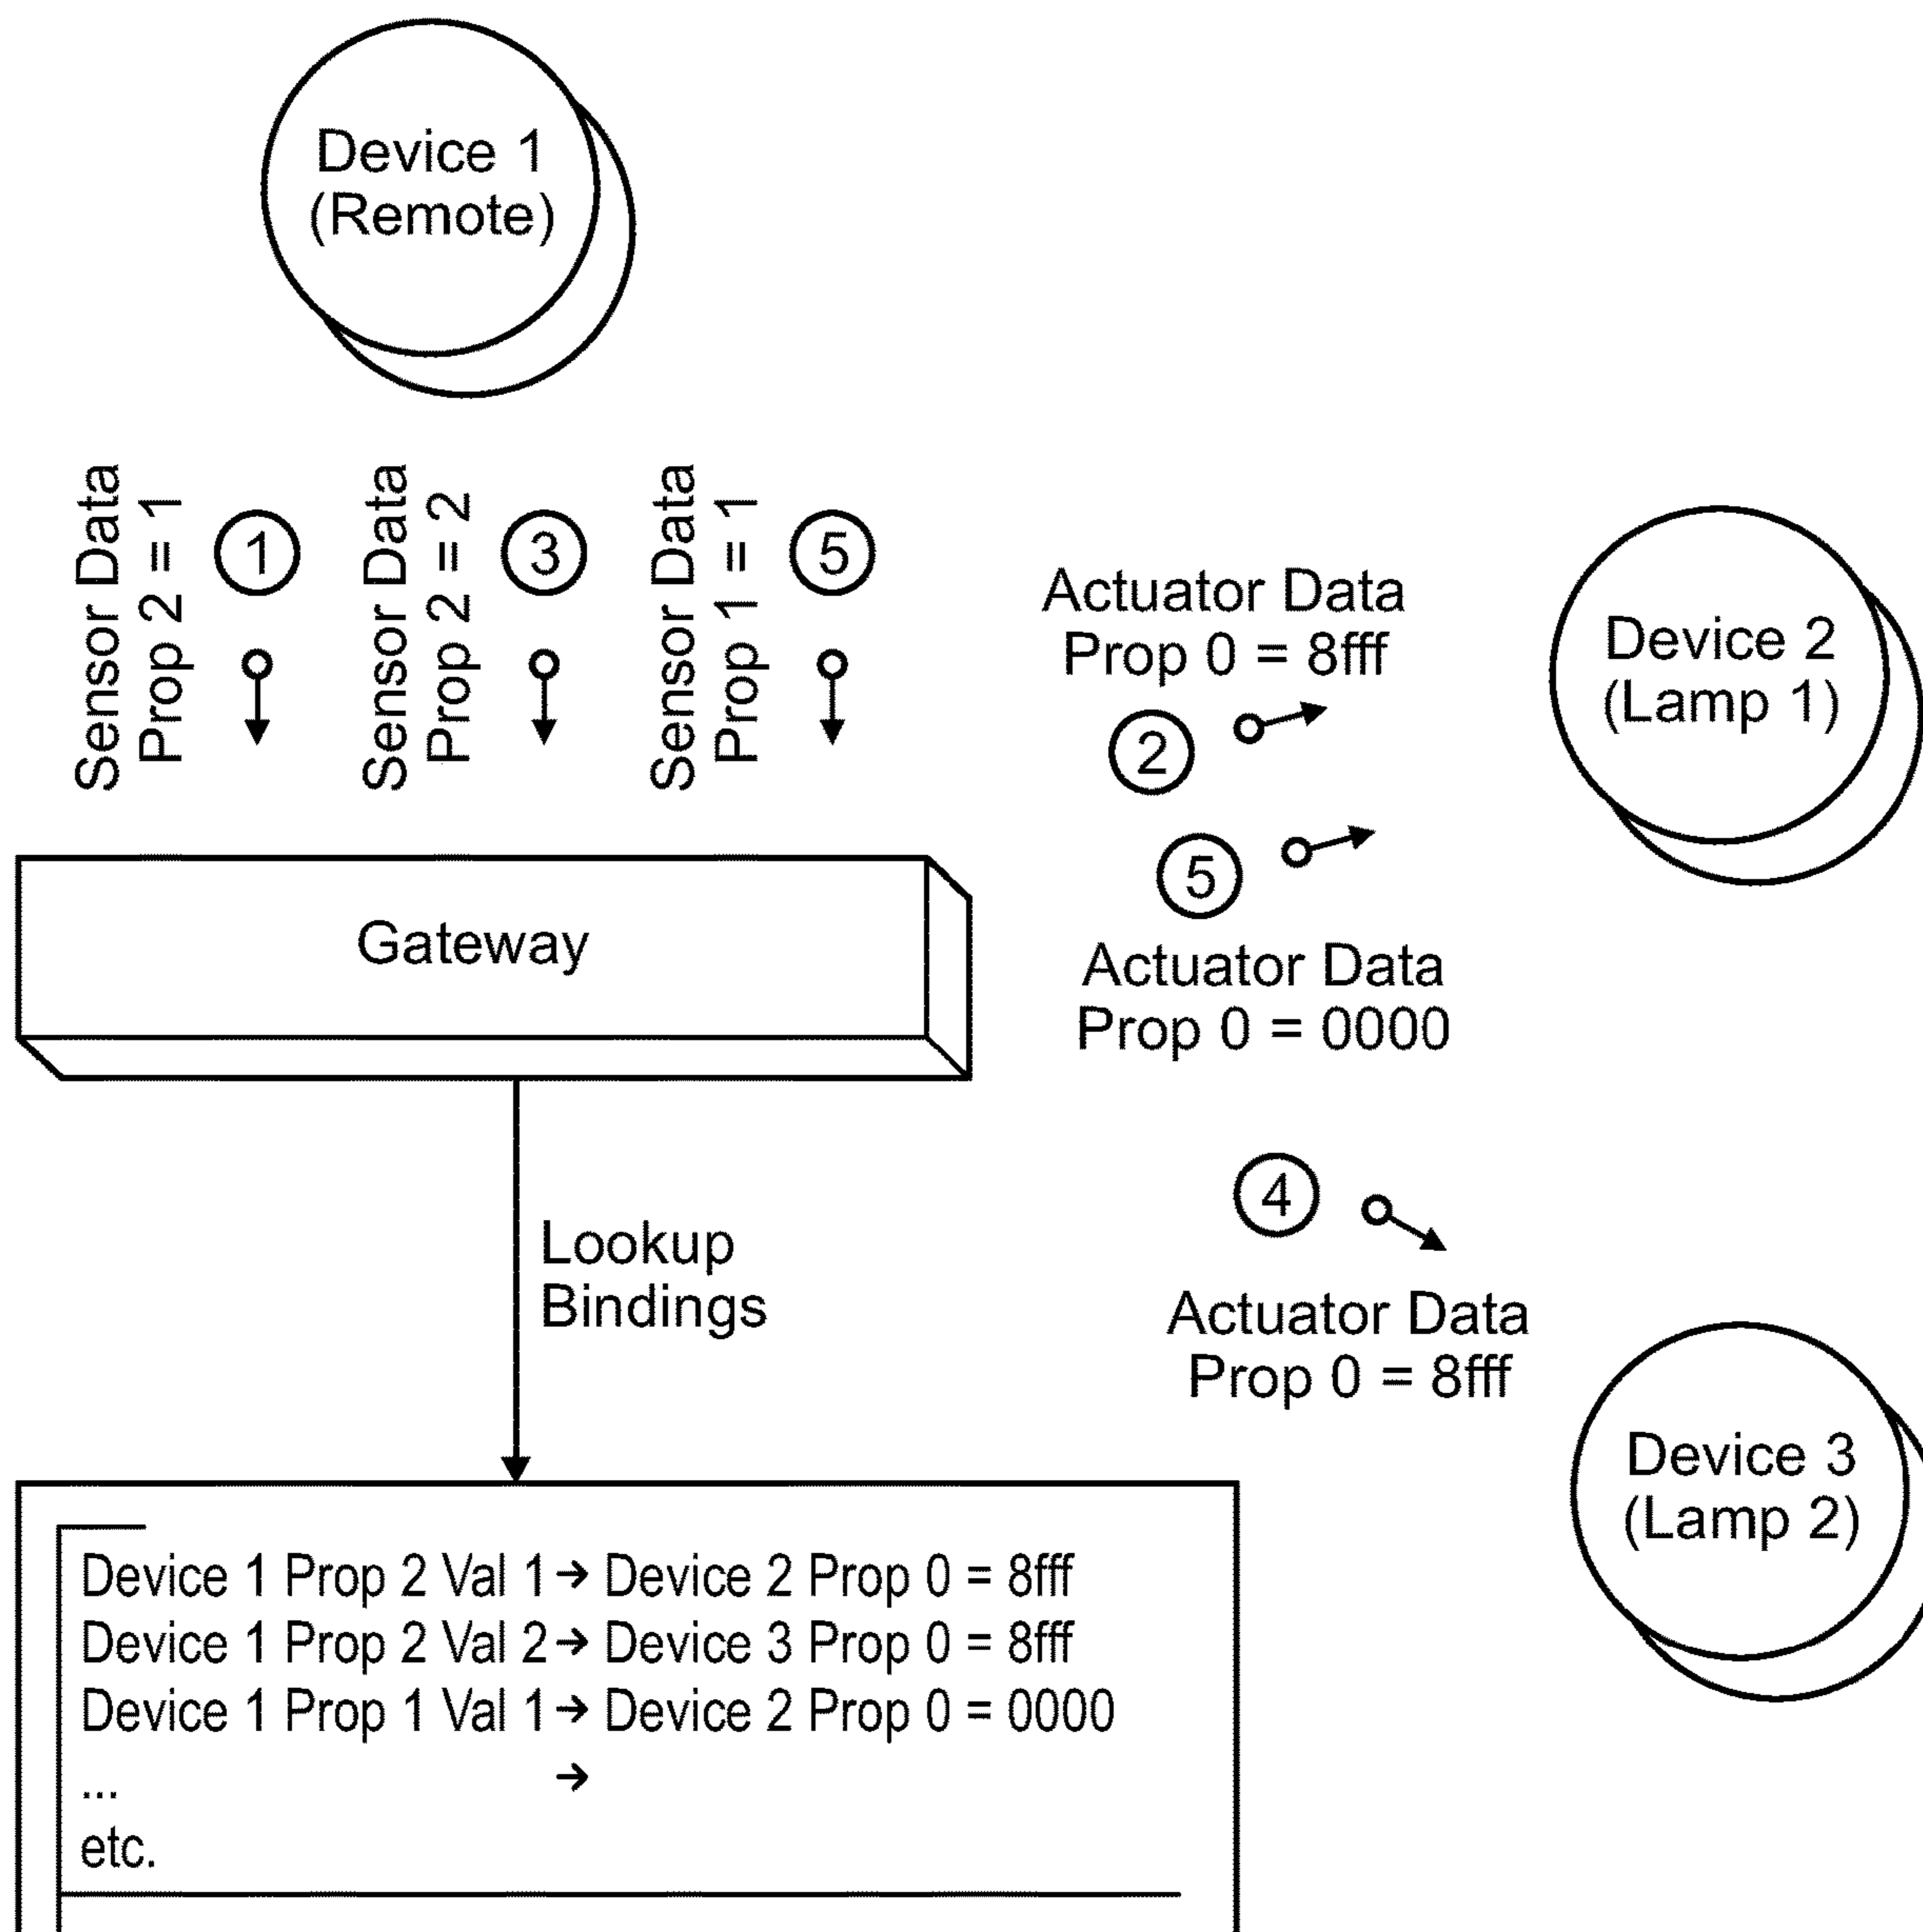 Device 1
(Remote)
Sensor Data
Prop 2 = 1
1
Sensor Data
Prop 2 = 2
3
Sensor Data
Prop 1 = 1
5
Actuator Data
Prop 0 = 8fff
2
Device 2
(Lamp 1)
5
Actuator Data
Prop 0 = 0000
Gateway
4
Actuator Data
Prop 0 = 8fff
Lookup
Bindings
Device 3
(Lamp 2)
Device 1 Prop 2 Val 1→ Device 2 Prop 0 = 8fff
Device 1 Prop 2 Val 2→ Device 3 Prop 0 = 8fff
Device 1 Prop 1 Val 1→ Device 2 Prop 0 = 0000
... →
etc.